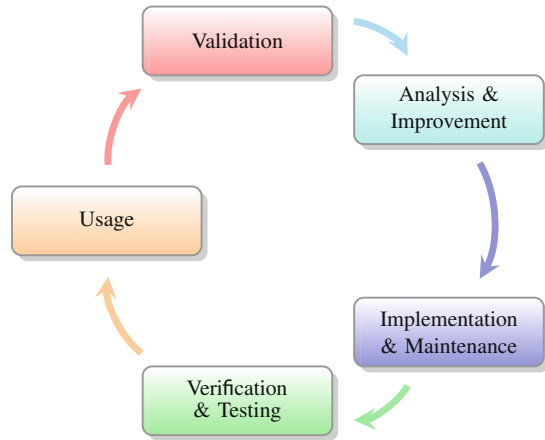 Validation
Analysis &
Improvement
Implementation
& Maintenance
Verification
& Testing
Usage